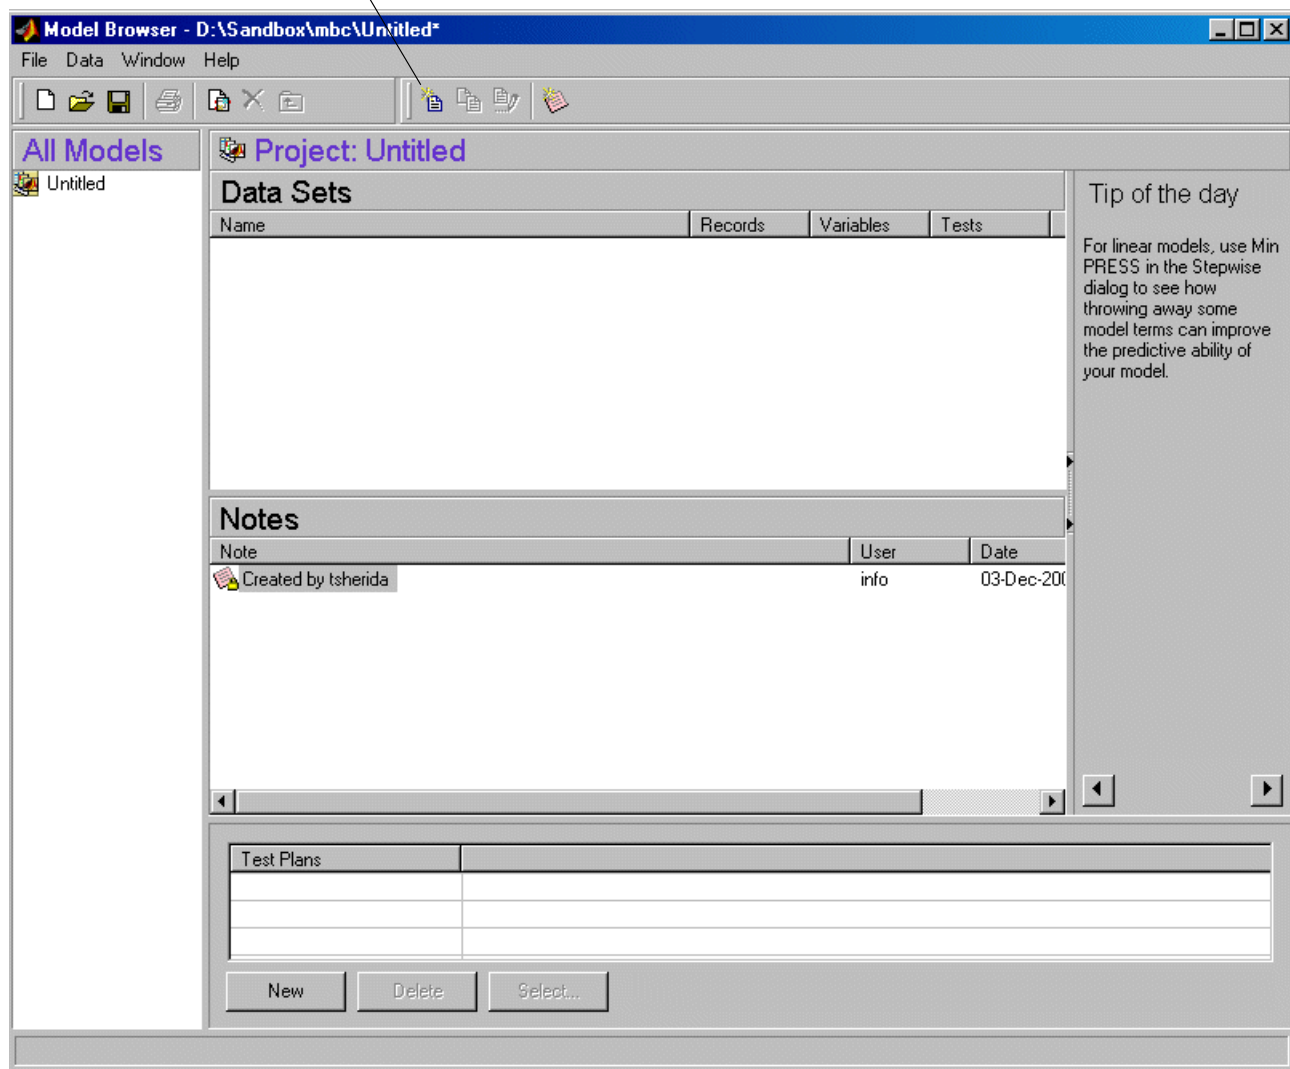 Model Browser - D:\Sandbox\mbc\Untitled*
File Data Window Help
All Models
Untitled
Project: Untitled
Data Sets
Name Records Variables Tests
Notes
Note User Date
Created by tsherida info 03-Dec-200
Tip of the day
For linear models, use Min
PRESS in the Stepwise
dialog to see how
throwing away some
model terms can improve
the predictive ability of
your model.
Test Plans
New Delete Select...